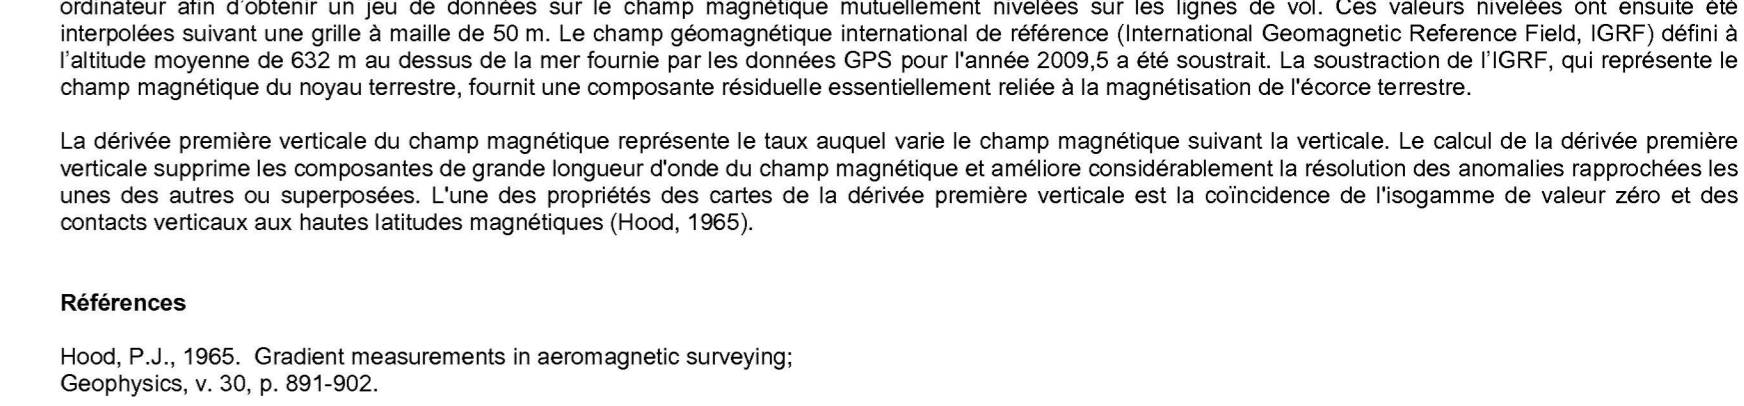 ordinateur afin d'obtenir un jeu de données sur le champ magnétique mutuellement nivelées sur les lignes de vol. Ces valeurs nivelées ont ensuite été
interpolées suivant une grille à maille de 50 m. Le champ géomagnétique international de référence (International Geomagnetic Reference Field, IGRF) défini à
l’altitude moyenne de 632 m au dessus de la mer fournie par les données GPS pour l'année 2009,5 a été soustrait. La soustraction de l’IGRF, qui représente le
champ magnétique du noyau terrestre, fournit une composante résiduelle essentiellement reliée à la magnétisation de l'écorce terrestre.
La dérivée première verticale du champ magnétique représente le taux auquel varie le champ magnétique suivant la verticale. Le calcul de la dérivée première
verticale supprime les composantes de grande longueur d'onde du champ magnétique et améliore considérablement la résolution des anomalies rapprochées les
unes des autres ou superposées. L'une des propriétés des cartes de la dérivée première verticale est la coïncidence de l'isogamme de valeur zéro et des
contacts verticaux aux hautes latitudes magnétiques (Hood, 1965).
Références
Hood, P.J., 1965. Gradient measurements in aeromagnetic surveying;
Geophysics, v. 30, p. 891-902.